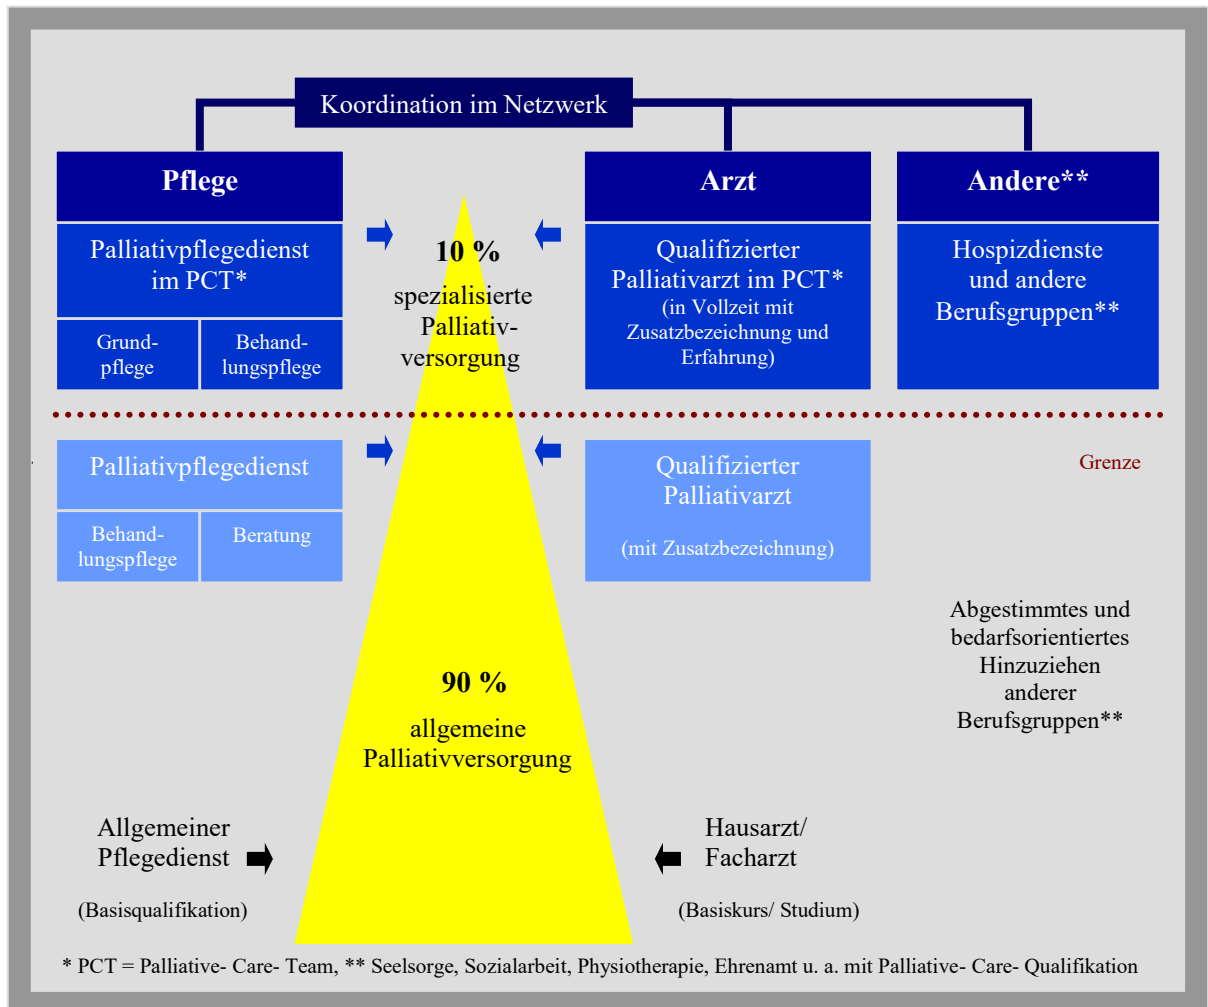 Koordination im Netzwerk
Pflege
Arzt
Andere**
Palliativpflegedienst
im PCT*
Grund-
pflege
Behand-
lungspflege
10 %
spezialisierte
Palliativ-
versorgung
Qualifizierter
Palliativarzt im PCT*
(in Vollzeit mit
Zusatzbezeichnung und
Erfahrung)
Hospizdienste
und andere
Berufsgruppen**
Palliativpflegedienst
Behand-
lungspflege
Beratung
Qualifizierter
Palliativarzt
(mit Zusatzbezeichnung)
Grenze
Abgestimmtes und
bedarfsorientiertes
Hinzuziehen
anderer
Berufsgruppen**
90 %
allgemeine
Palliativversorgung
Allgemeiner
Pflegedienst
(Basisqualifikation)
Hausarzt/
Facharzt
(Basiskurs/ Studium)
* PCT = Palliative- Care- Team, ** Seelsorge, Sozialarbeit, Physiotherapie, Ehrenamt u. a. mit Palliative- Care- Qualifikation